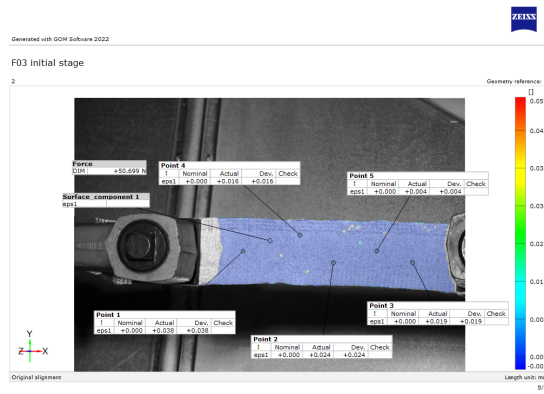 ZEISS
Generated with GOM Software 2022
F03 initial stage
2
Geometry reference:
[]
0.05
Force
DIM +50.699 N
Point 4
I Nominal Actual Dev. Check
eps1 +0.000 +0.016 +0.016
Point 5
I Nominal Actual Dev. Check
eps1 +0.000 +0.004 +0.004
Surface_component 1
eps1
0.04
0.03
0.03
0.02
0.01
0.00
0.00
-0.00
Point 1
I Nominal Actual Dev. Check
eps1 +0.000 +0.038 +0.038
Point 3
I Nominal Actual Dev. Check
eps1 +0.000 +0.019 +0.019
Point 2
I Nominal Actual Dev. Check
eps1 +0.000 +0.024 +0.024
Y
Z X
Original alignment
Length unit: m
5/